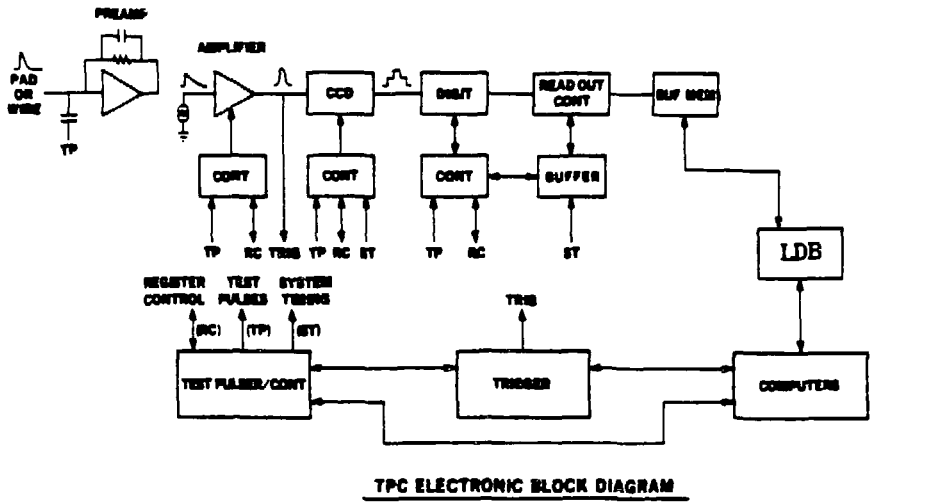 PREAMP
PAD
OR
WIRE
TP
AMPLIFIER
CCD
DIGIT
READ OUT
CONT
BUF MEM
CONT
CONT
CONT
BUFFER
TP
RC
TRIG
TP
RC
ST
TP
RC
ST
LDB
REGISTER
CONTROL
TEST
PULSES
SYSTEM
TIMING
(RC)
(TP)
(ST)
TRIG
TEST PULSER/CONT
TRIGGER
COMPUTERS
TPC ELECTRONIC BLOCK DIAGRAM